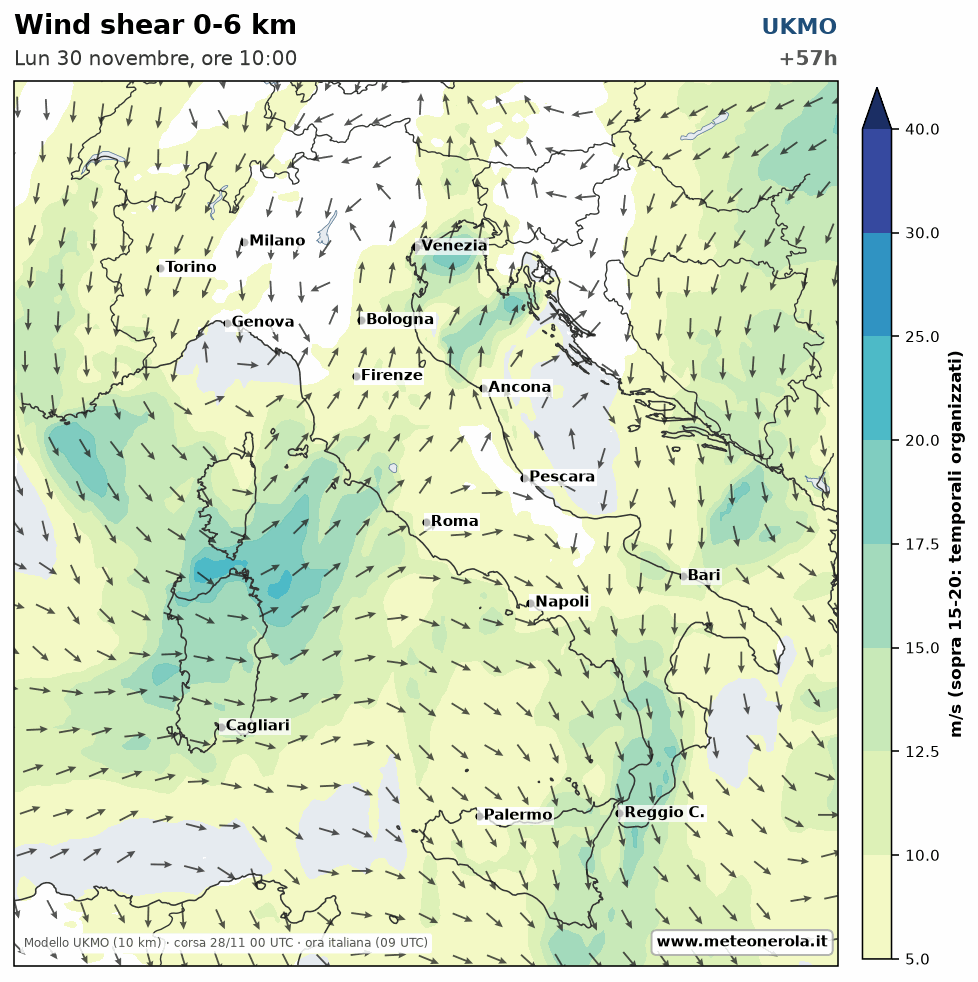 Wind shear 0-6 km
UKMO
Lun 30 novembre, ore 10:00
+57h
Milano
Venezia
Torino
Genova
Bologna
Firenze
Ancona
Pescara
Roma
Bari
Napoli
Cagliari
Palermo
Reggio C.
Modello UKMO (10 km) · corsa 28/11 00 UTC · ora italiana (09 UTC)
www.meteonerola.it
40.0
30.0
25.0
20.0
17.5
15.0
12.5
10.0
5.0
m/s (sopra 15-20: temporali organizzati)